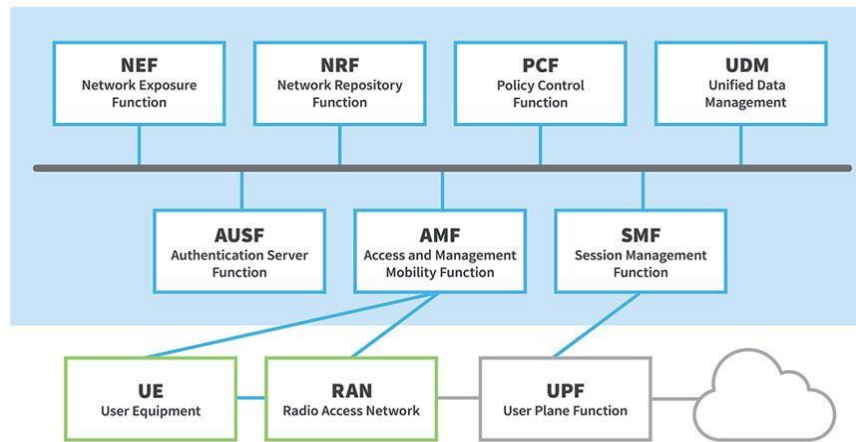 NEF
Network Exposure
Function
NRF
Network Repository
Function
PCF
Policy Control
Function
UDM
Unified Data
Management
AUSF
Authentication Server
Function
AMF
Access and Management
Mobility Function
SMF
Session Management
Function
UE
User Equipment
RAN
Radio Access Network
UPF
User Plane Function